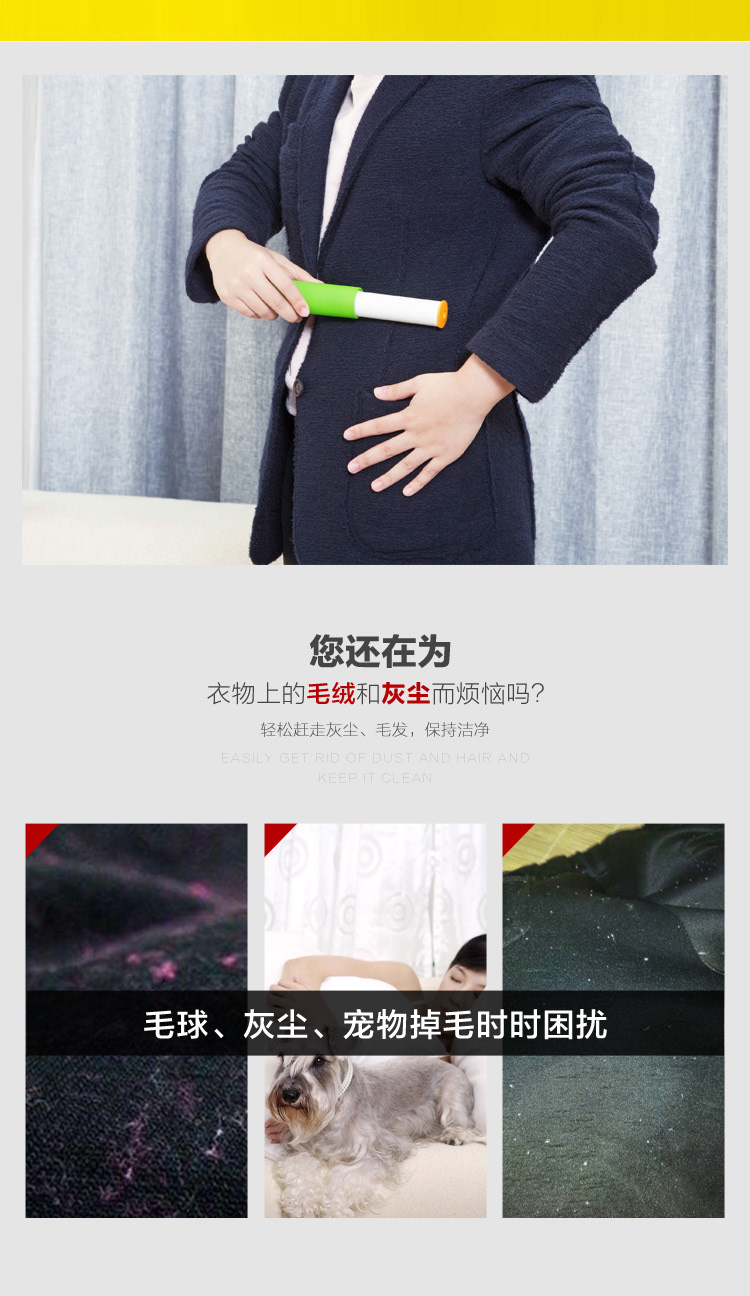 您还在为
衣物上的毛绒和灰尘而烦恼吗？
轻松赶走灰尘、毛发，保持洁净
EASILY GET RID OF DUST AND HAIR AND
KEEP IT CLEAN
毛球、灰尘、宠物掉毛时时困扰